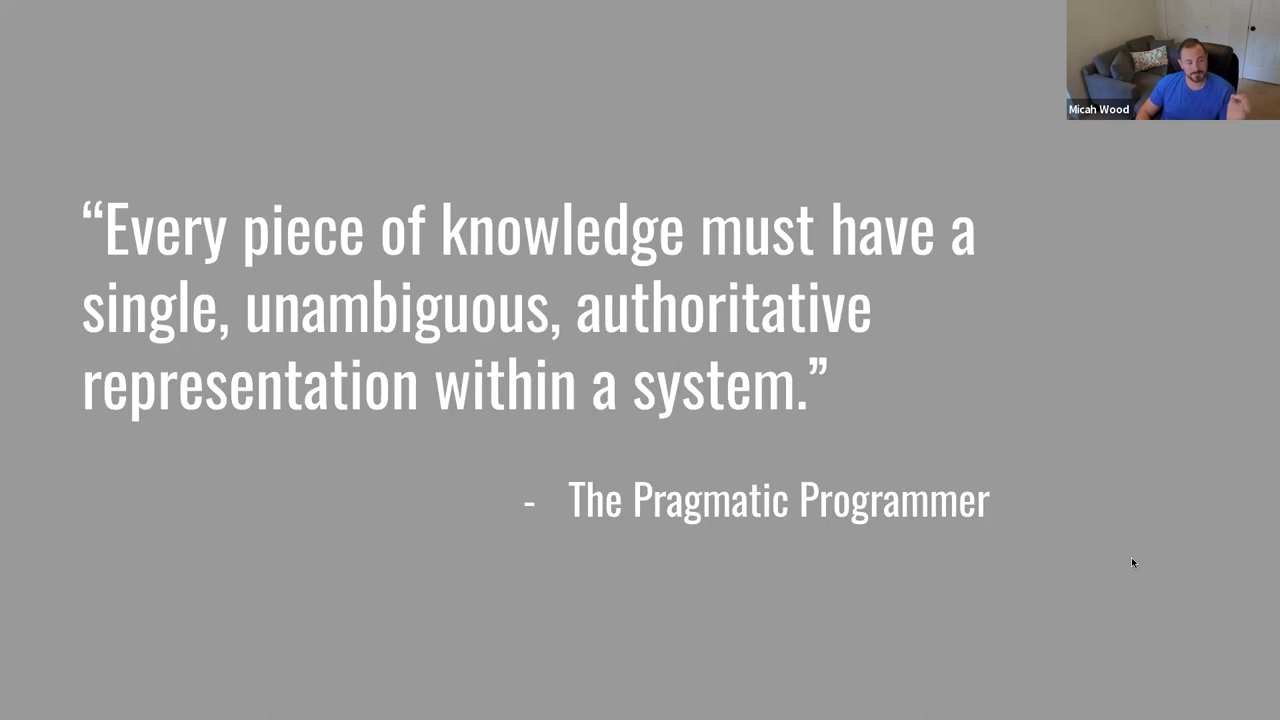 Micah Wood
“Every piece of knowledge must have a
single, unambiguous, authoritative
representation within a system.”
- The Pragmatic Programmer